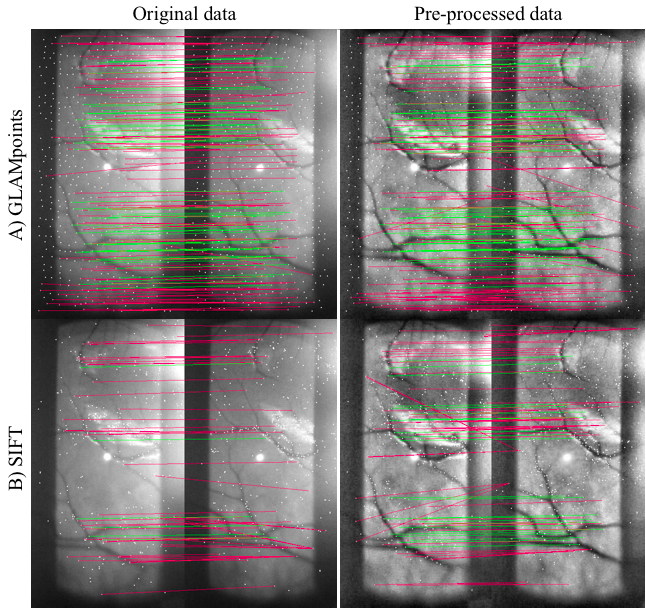 Original data
Pre-processed data
A) GLAMpoints
B) SIFT